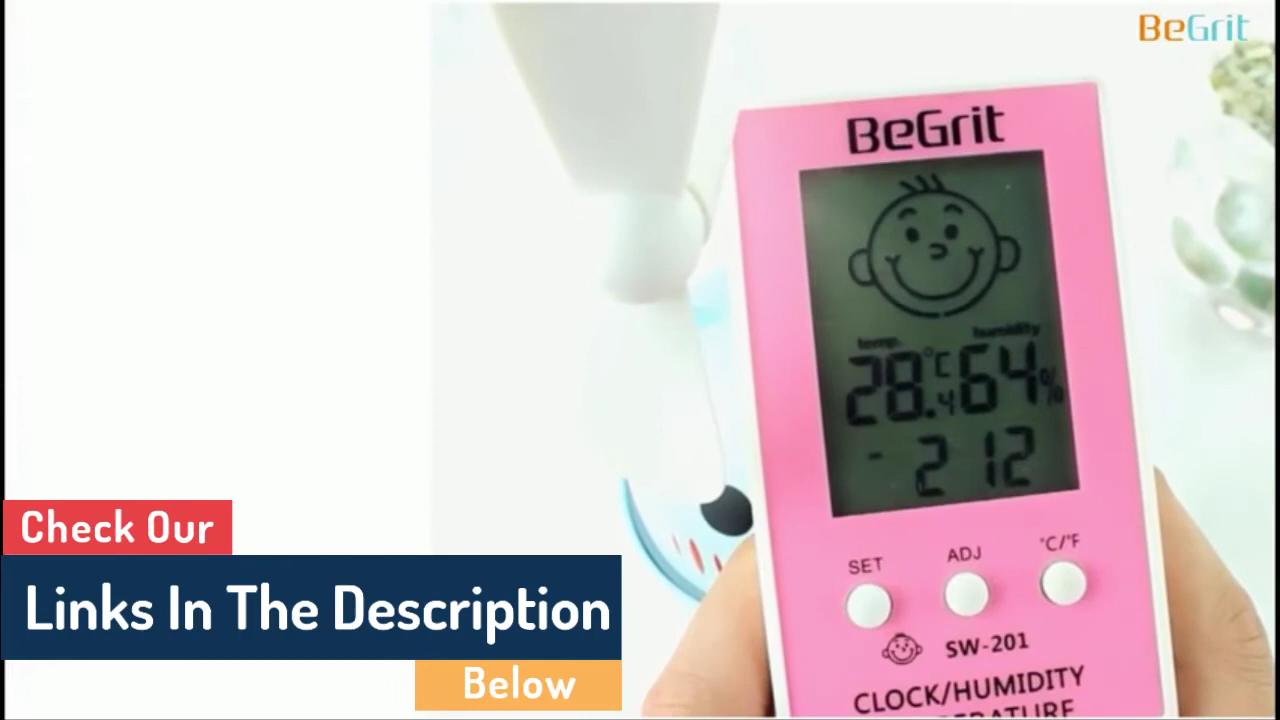 BeGrit
BeGrit
temp. humidity
28.4°C 64%
- 2 12
SET ADJ °C/°F
SW-201
CLOCK/HUMIDITY
Check Our
Links In The Description
Below